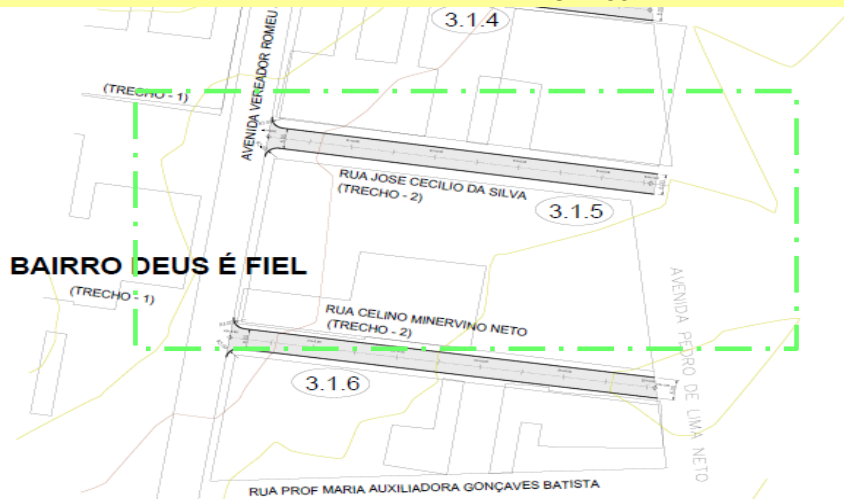 3.1.4
(TRECHO - 1)
AVENIDA VEREADOR ROMEU
RUA JOSE CECILIO DA SILVA
(TRECHO - 2)
3.1.5
BAIRRO DEUS É FIEL
(TRECHO - 1)
RUA CELINO MINERVINO NETO
(TRECHO - 2)
AVENIDA PEDRO DE LIMA NETO
3.1.6
RUA PROF MARIA AUXILIADORA GONÇAVES BATISTA